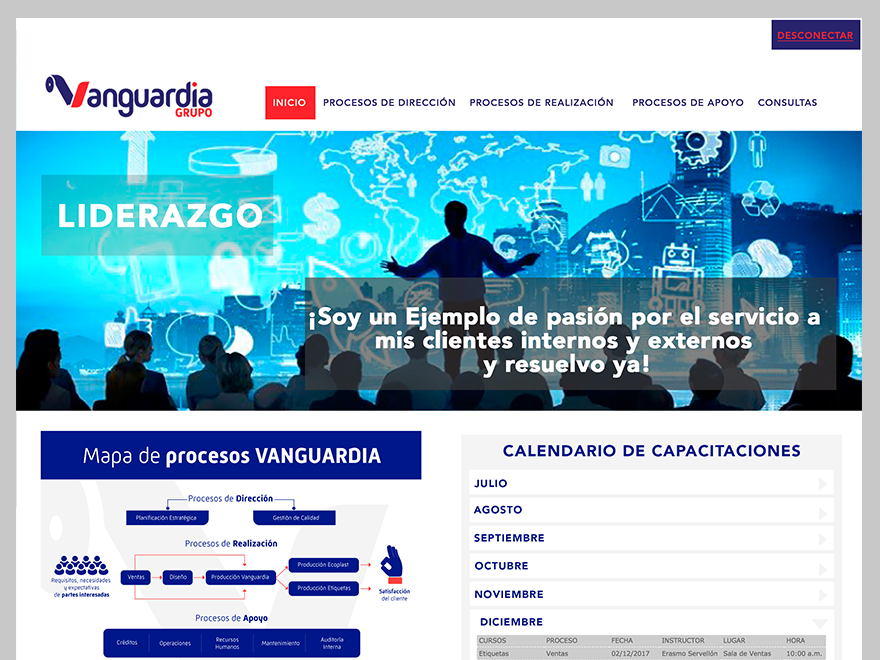 DESCONECTAR
Vanguardia
GRUPO
INICIO PROCESOS DE DIRECCIÓN PROCESOS DE REALIZACIÓN PROCESOS DE APOYO CONSULTAS
LIDERAZGO
¡Soy un Ejemplo de pasión por el servicio a
mis clientes internos y externos
y resuelvo ya!
Mapa de procesos VANGUARDIA
Procesos de Dirección
Planificación Estratégica Gestión de Calidad
Procesos de Realización
Requisitos, necesidades
y expectativas
de partes interesadas
Ventas Diseño Producción Vanguardia
Producción Ecoplast
Producción Etiquetas
Satisfacción
del cliente
Procesos de Apoyo
Créditos Operaciones Recursos Humanos Mantenimiento Auditoría Interna
CALENDARIO DE CAPACITACIONES
JULIO
AGOSTO
SEPTIEMBRE
OCTUBRE
NOVIEMBRE
DICIEMBRE
CURSOS PROCESO FECHA INSTRUCTOR LUGAR HORA
Etiquetas Ventas 02/12/2017 Erasmo Servellón Sala de Ventas 10:00 a.m.